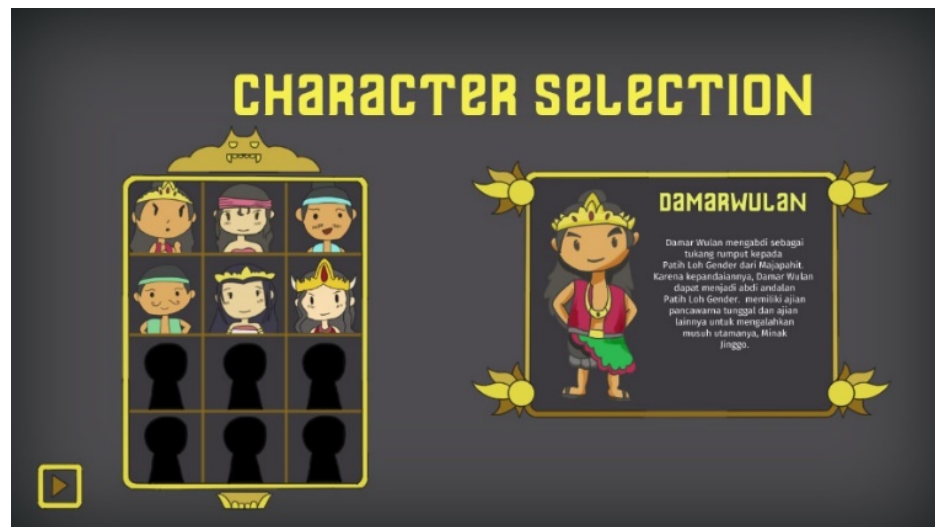 CHARACTER SELECTION
DAMARWULAN
Damar Wulan mengabdi sebagai
tukang rumput kepada
Patih Loh Gender dari Majapahit.
Karena kepandaiannya, Damar Wulan
dapat menjadi abdi andalan
Patih Loh Gender. memiliki ajian
pancawarna tunggal dan ajian
lainnya untuk mengalahkan
musuh utamanya, Minak
Jinggo.